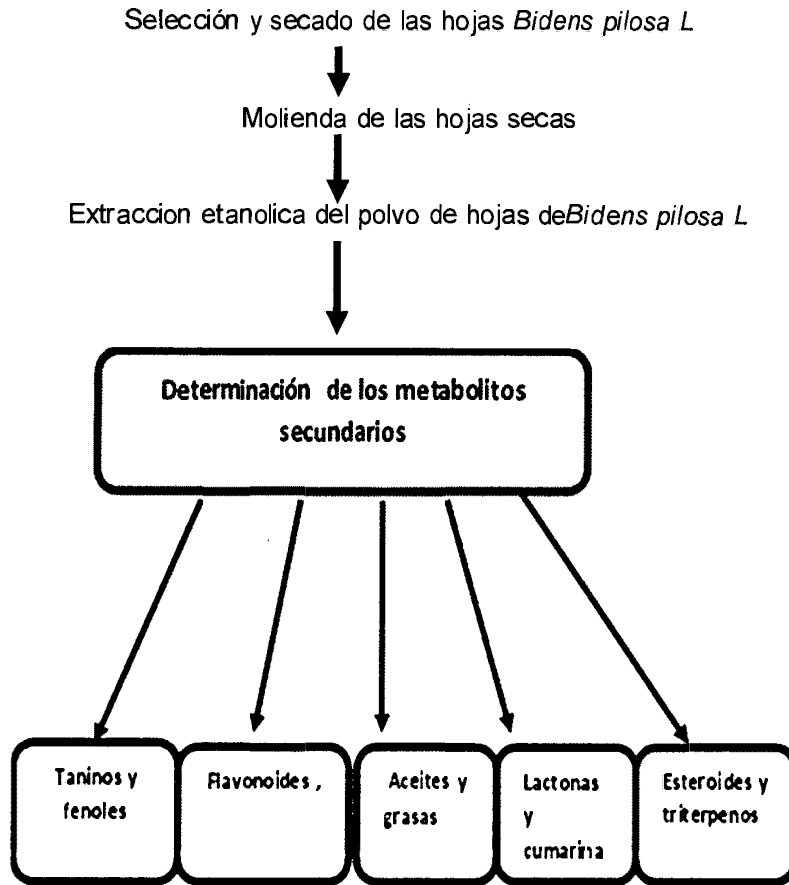 Selección y secado de las hojas Bidens pilosa L
Molienda de las hojas secas
Extraccion etanolica del polvo de hojas deBidens pilosa L
Determinación de los metabolitos
secundarios
Taninos y
fenoles
Flavonoides ,
Aceites y
grasas
Lactonas
y
cumarina
Esteroides y
triterpenos